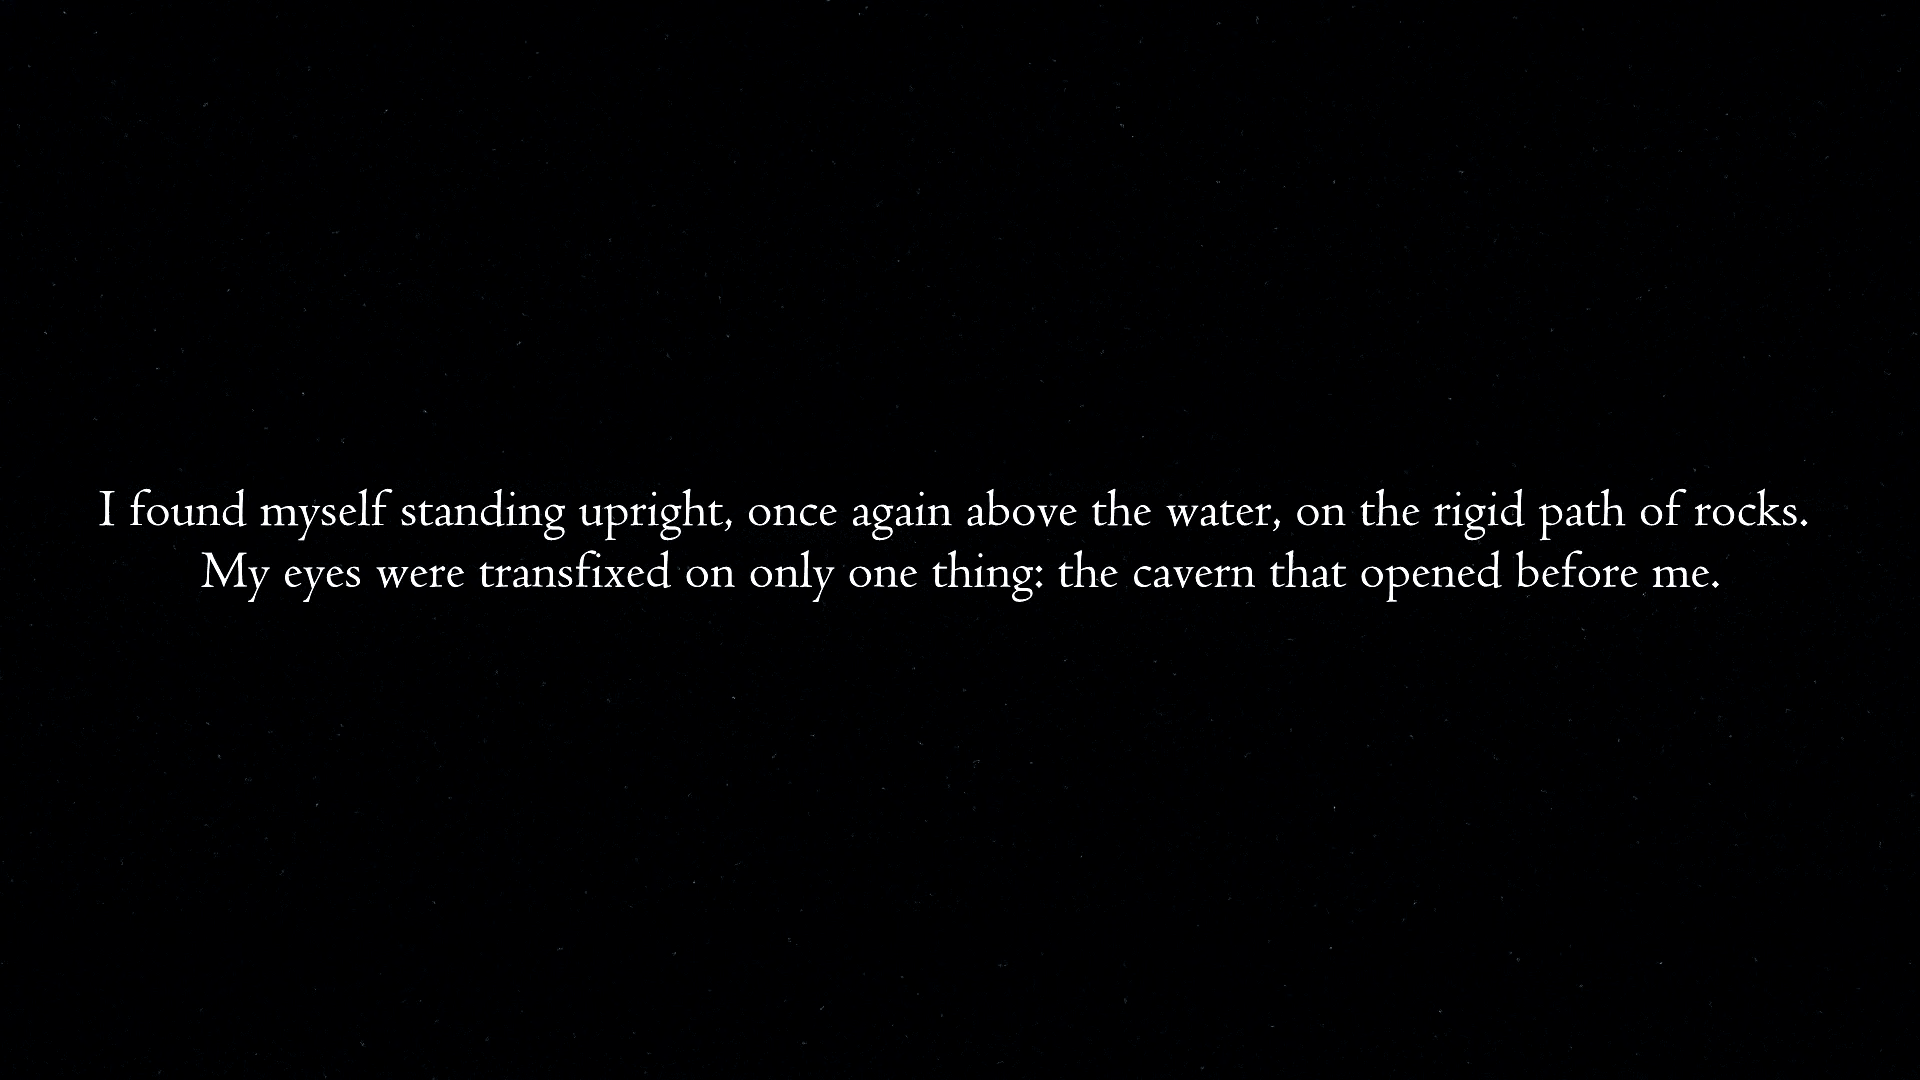 I found myself standing upright, once again above the water, on the rigid path of rocks.
My eyes were transfixed on only one thing: the cavern that opened before me.